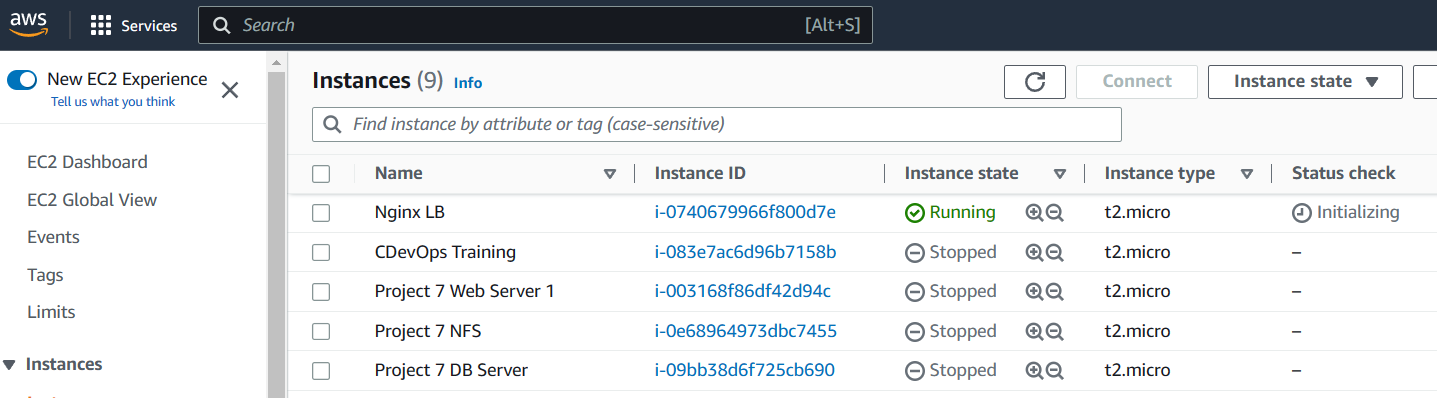 aws Services Search [Alt+S]
New EC2 Experience
Tell us what you think
EC2 Dashboard
EC2 Global View
Events
Tags
Limits
Instances
Instances (9) Info Connect Instance state
Find instance by attribute or tag (case-sensitive)
Name Instance ID Instance state Instance type Status check
Nginx LB i-0740679966f800d7e Running t2.micro Initializing
CDevOps Training i-083e7ac6d96b7158b Stopped t2.micro –
Project 7 Web Server 1 i-003168f86df42d94c Stopped t2.micro –
Project 7 NFS i-0e68964973dbc7455 Stopped t2.micro –
Project 7 DB Server i-09bb38d6f725cb690 Stopped t2.micro –